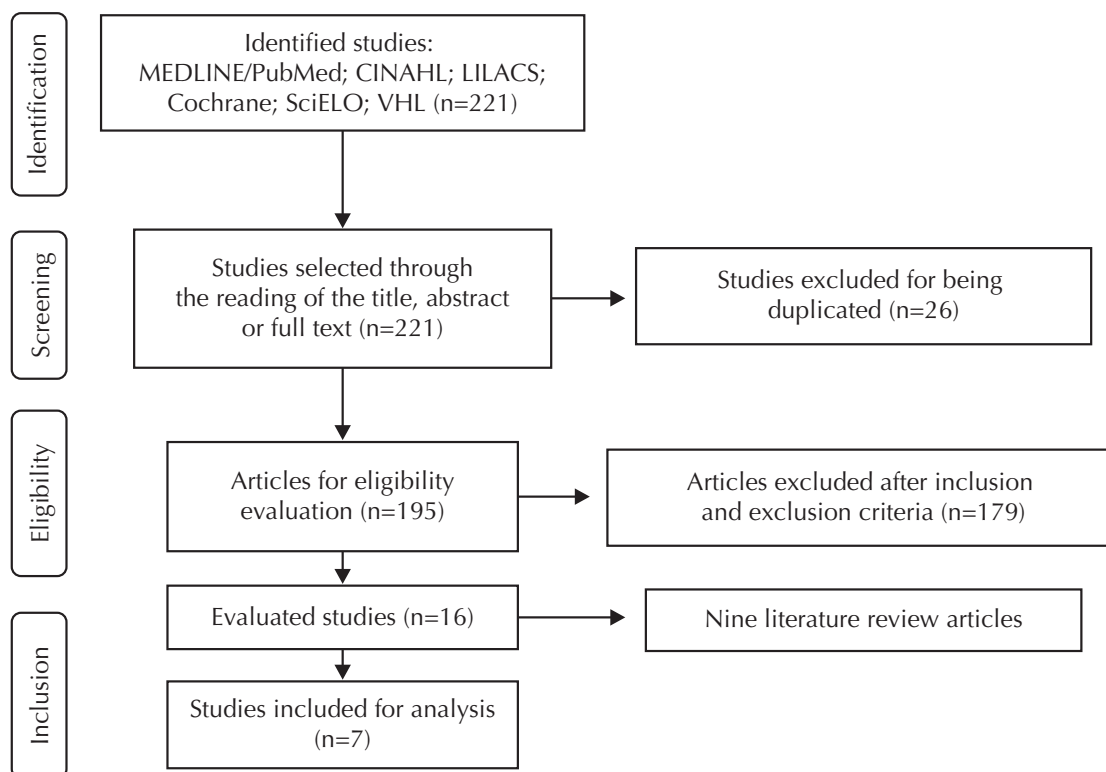 Identification
Identified studies:
MEDLINE/PubMed; CINAHL; LILACS;
Cochrane; SciELO; VHL (n=221)
Screening
Studies selected through
the reading of the title, abstract
or full text (n=221)
Studies excluded for being
duplicated (n=26)
Eligibility
Articles for eligibility
evaluation (n=195)
Articles excluded after inclusion
and exclusion criteria (n=179)
Inclusion
Evaluated studies (n=16)
Nine literature review articles
Studies included for analysis
(n=7)